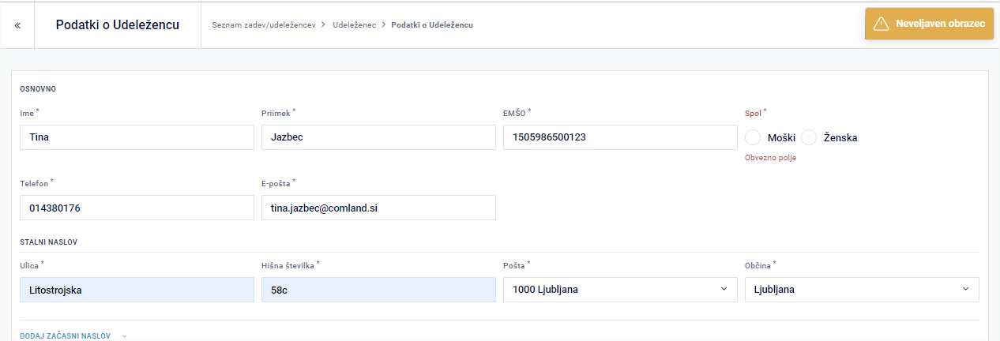 «
Podatki o Udeležencu
Seznam zadev/udeležencev > Udeleženec > Podatki o Udeležencu
Neveljaven obrazec
OSNOVNO
Ime * Priimek * EMŠO * Spol *
Tina Jazbec 1505986500123 Moški Ženska
Obvezno polje
Telefon * E-pošta *
014380176 tina.jazbec@comland.si
STALNI NASLOV
Ulica * Hišna številka * Pošta * Občina *
Litostrojska 58c 1000 Ljubljana Ljubljana
DODAJ ZAČASNI NASLOV